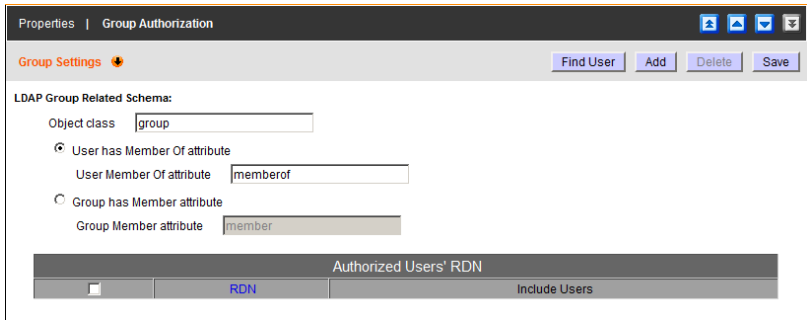 Properties | Group Authorization
Group Settings
Find User Add Delete Save
LDAP Group Related Schema:
Object class group
User has Member Of attribute
User Member Of attribute memberof
Group has Member attribute
Group Member attribute member
Authorized Users' RDN
RDN Include Users